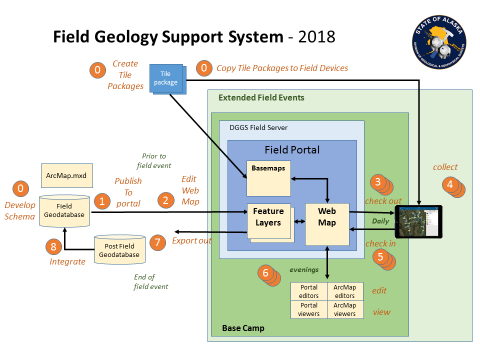 Field Geology Support System - 2018
STATE OF ALASKA
0
Create
Tile
Packages
Tile
package
0
Copy Tile Packages to Field Devices
Extended Field Events
DGGS Field Server
Field Portal
Basemaps
Prior to
field event
ArcMap.mxd
0
Develop
Schema
Field
Geodatabase
1
Publish
To
portal
2
Edit
Web
Map
Feature
Layers
Web
Map
3
check out
Daily
collect
4
check in
5
8
Integrate
Post Field
Geodatabase
7
Export out
End of
field event
6
evenings
Portal
editors
ArcMap
editors
edit
Portal
viewers
ArcMap
viewers
view
Base Camp